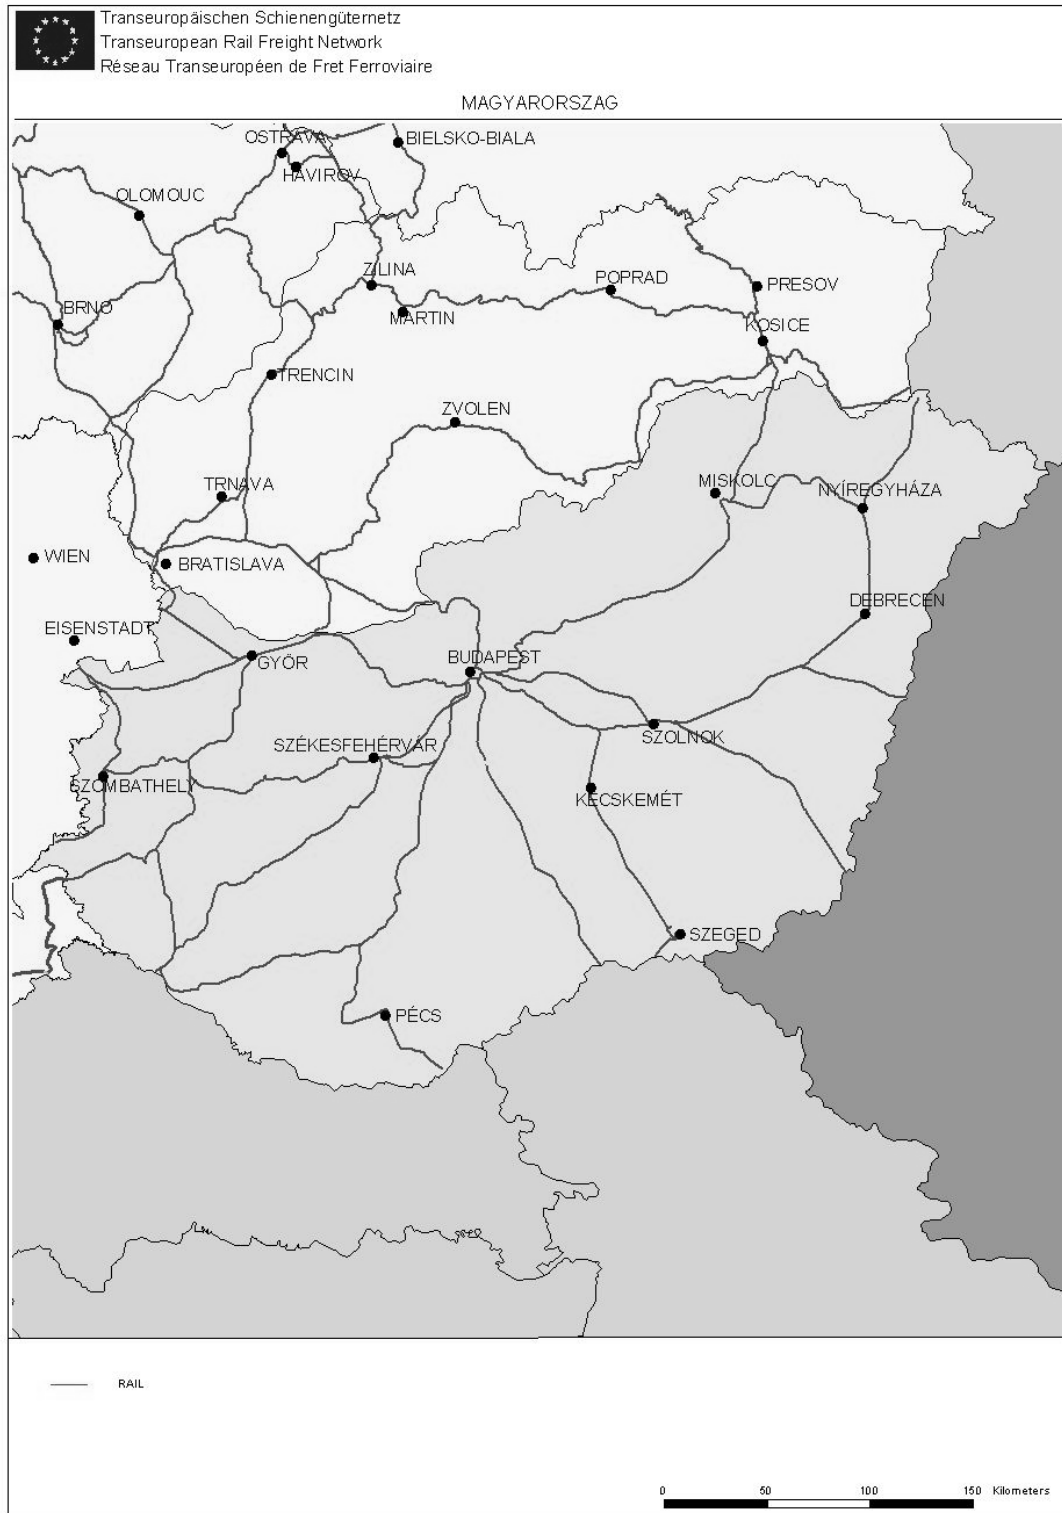 Transeuropäischen Schienengüternetz
Transeuropean Rail Freight Network
Réseau Transeuropéen de Fret Ferroviaire
MAGYARORSZAG
OSTRAVA
BIELSKO-BIALA
HAVIROV
OLOMOUC
ZILINA
POPRAD
PRESOV
BRNO
MARTIN
KOSICE
TRENCIN
ZVOLEN
TRNAVA
MISKOLC
NYÍREGYHÁZA
WIEN
BRATISLAVA
DEBRECEN
EISENSTADT
GYÖR
BUDAPEST
SZOLNOK
SZÉKESFEHÉRVÁR
SZOMBATHELY
KECSKEMÉT
SZEGED
PÉCS
RAIL
0 50 100 150 Kilometers